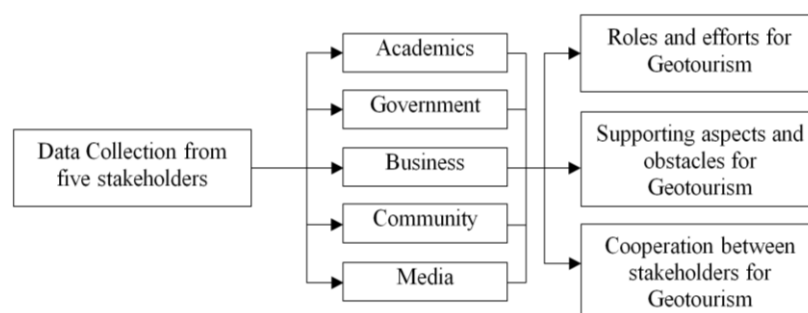 Data Collection from
five stakeholders
Academics
Government
Business
Community
Media
Roles and efforts for
Geotourism
Supporting aspects and
obstacles for
Geotourism
Cooperation between
stakeholders for
Geotourism